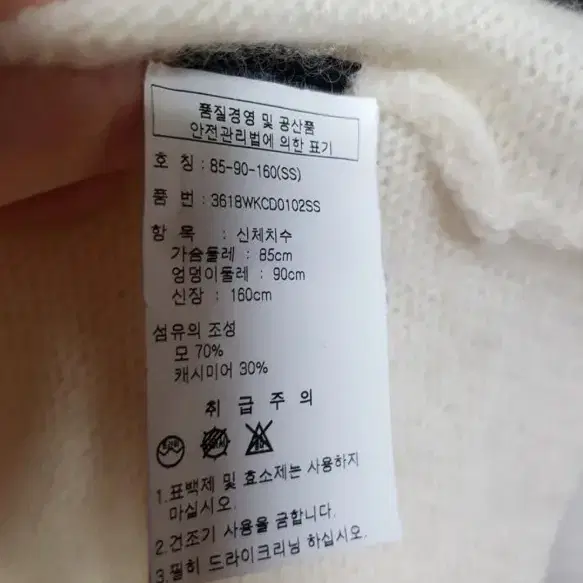 품질경영 및 공산품
안전관리법에 의한 표기
호 칭 : 85-90-160(SS)
품 번 : 3618WKCD0102SS
항 목 : 신체치수
가슴둘레 : 85cm
엉덩이둘레 : 90cm
신장 : 160cm
섬유의 조성
모 70%
캐시미어 30%
취 급 주 의
1.표백제 및 효소제는 사용하지
마십시오.
2.건조기 사용을 금합니다.
3.필히 드라이크리닝 하십시오.